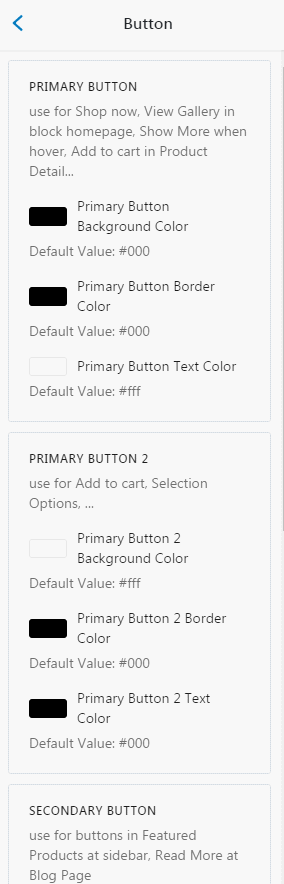 Button
PRIMARY BUTTON
use for Shop now, View Gallery in
block homepage, Show More when
hover, Add to cart in Product
Detail...
Primary Button
Background Color
Default Value: #000
Primary Button Border
Color
Default Value: #000
Primary Button Text Color
Default Value: #fff
PRIMARY BUTTON 2
use for Add to cart, Selection
Options, ...
Primary Button 2
Background Color
Default Value: #fff
Primary Button 2 Border
Color
Default Value: #000
Primary Button 2 Text
Color
Default Value: #000
SECONDARY BUTTON
use for buttons in Featured
Products at sidebar, Read More at
Blog Page